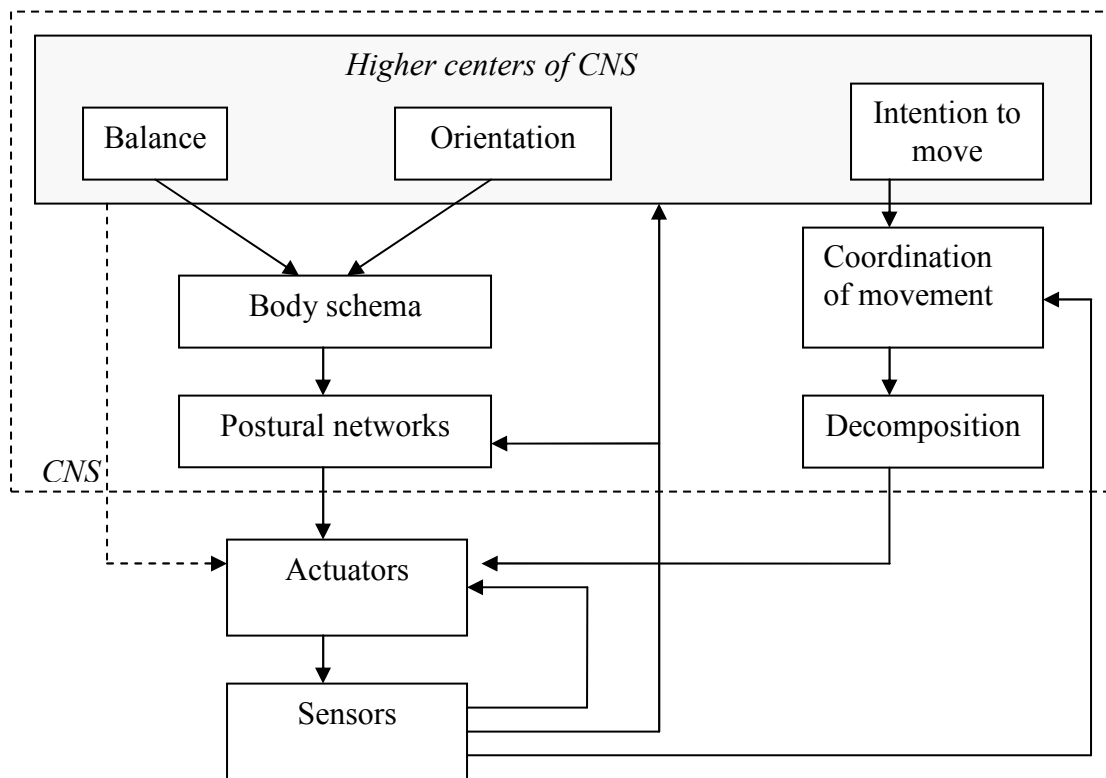 Higher centers of CNS
Balance
Orientation
Intention to
move
Coordination
of movement
Body schema
Postural networks
Decomposition
CNS
Actuators
Sensors